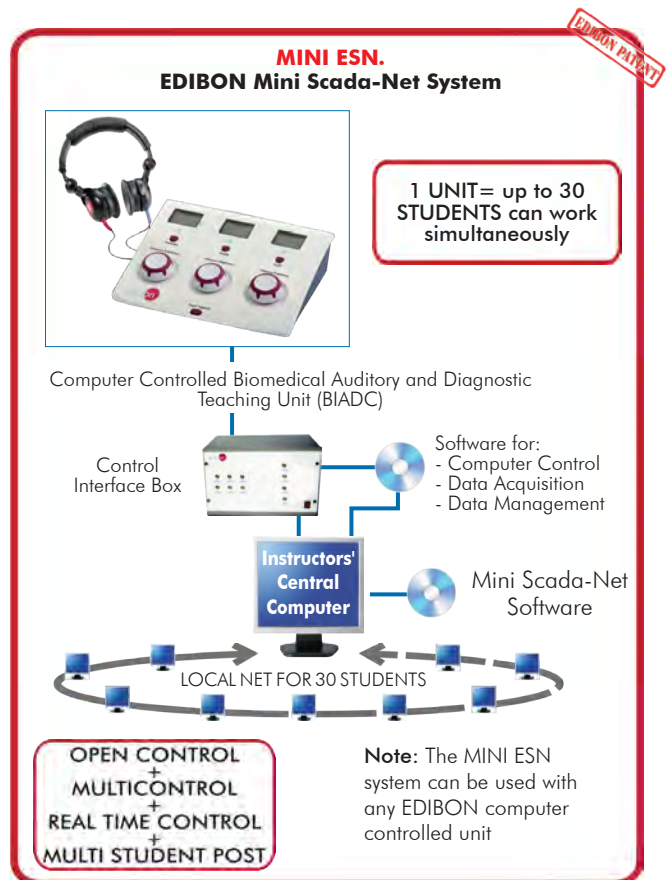 EDIBON PATENT
MINI ESN.
EDIBON Mini Scada-Net System
1 UNIT= up to 30
STUDENTS can work
simultaneously
Computer Controlled Biomedical Auditory and Diagnostic
Teaching Unit (BIADC)
Control
Interface Box
Software for:
- Computer Control
- Data Acquisition
- Data Management
Instructors'
Central
Computer
Mini Scada-Net
Software
LOCAL NET FOR 30 STUDENTS
OPEN CONTROL
+
MULTICONTROL
+
REAL TIME CONTROL
+
MULTI STUDENT POST
Note: The MINI ESN
system can be used with
any EDIBON computer
controlled unit